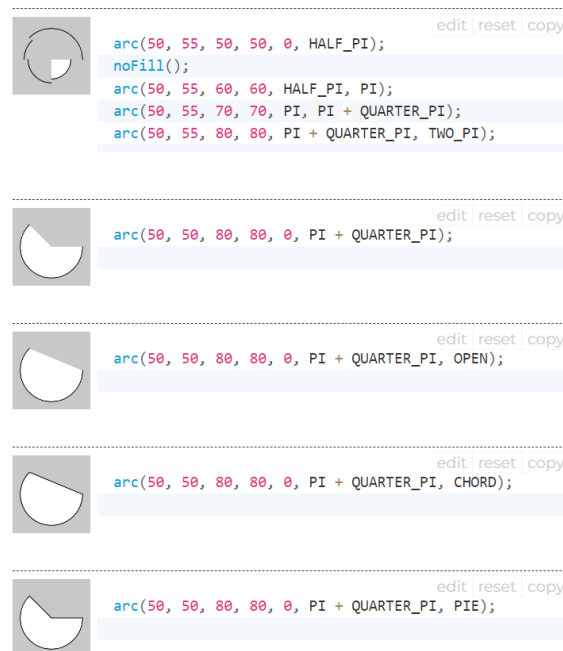 edit reset copy
arc(50, 55, 50, 50, 0, HALF_PI);
noFill();
arc(50, 55, 60, 60, HALF_PI, PI);
arc(50, 55, 70, 70, PI, PI + QUARTER_PI);
arc(50, 55, 80, 80, PI + QUARTER_PI, TWO_PI);
edit reset copy
arc(50, 50, 80, 80, 0, PI + QUARTER_PI);
edit reset copy
arc(50, 50, 80, 80, 0, PI + QUARTER_PI, OPEN);
edit reset copy
arc(50, 50, 80, 80, 0, PI + QUARTER_PI, CHORD);
edit reset copy
arc(50, 50, 80, 80, 0, PI + QUARTER_PI, PIE);